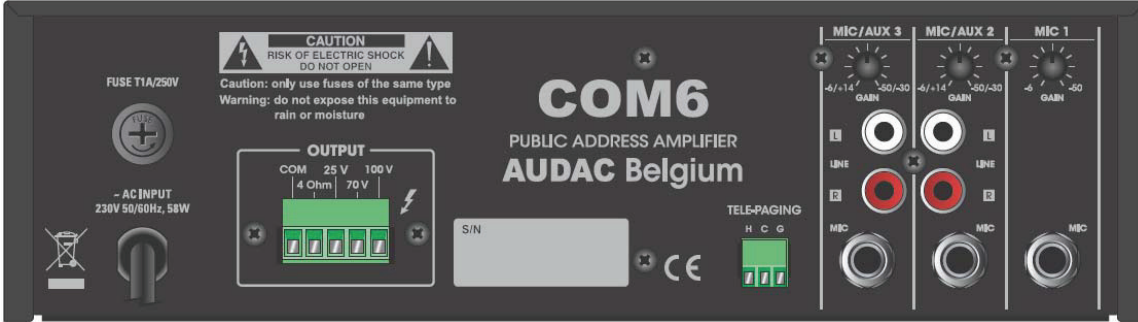 FUSE T1A/250V
FUSE
~ AC INPUT
230V 50/60Hz, 58W
CAUTION
RISK OF ELECTRIC SHOCK
DO NOT OPEN
Caution: only use fuses of the same type
Warning: do not expose this equipment to
rain or moisture
OUTPUT
COM 25 V 100 V
4 Ohm 70 V
COM6
PUBLIC ADDRESS AMPLIFIER
AUDAC Belgium
S/N
CE
TELE-PAGING
H C G
MIC/AUX 3
-6/+14 -50/-30
GAIN
L
LINE
R
MIC
MIC/AUX 2
-6/+14 -50/-30
GAIN
L
LINE
R
MIC
MIC 1
-6 -50
GAIN
MIC